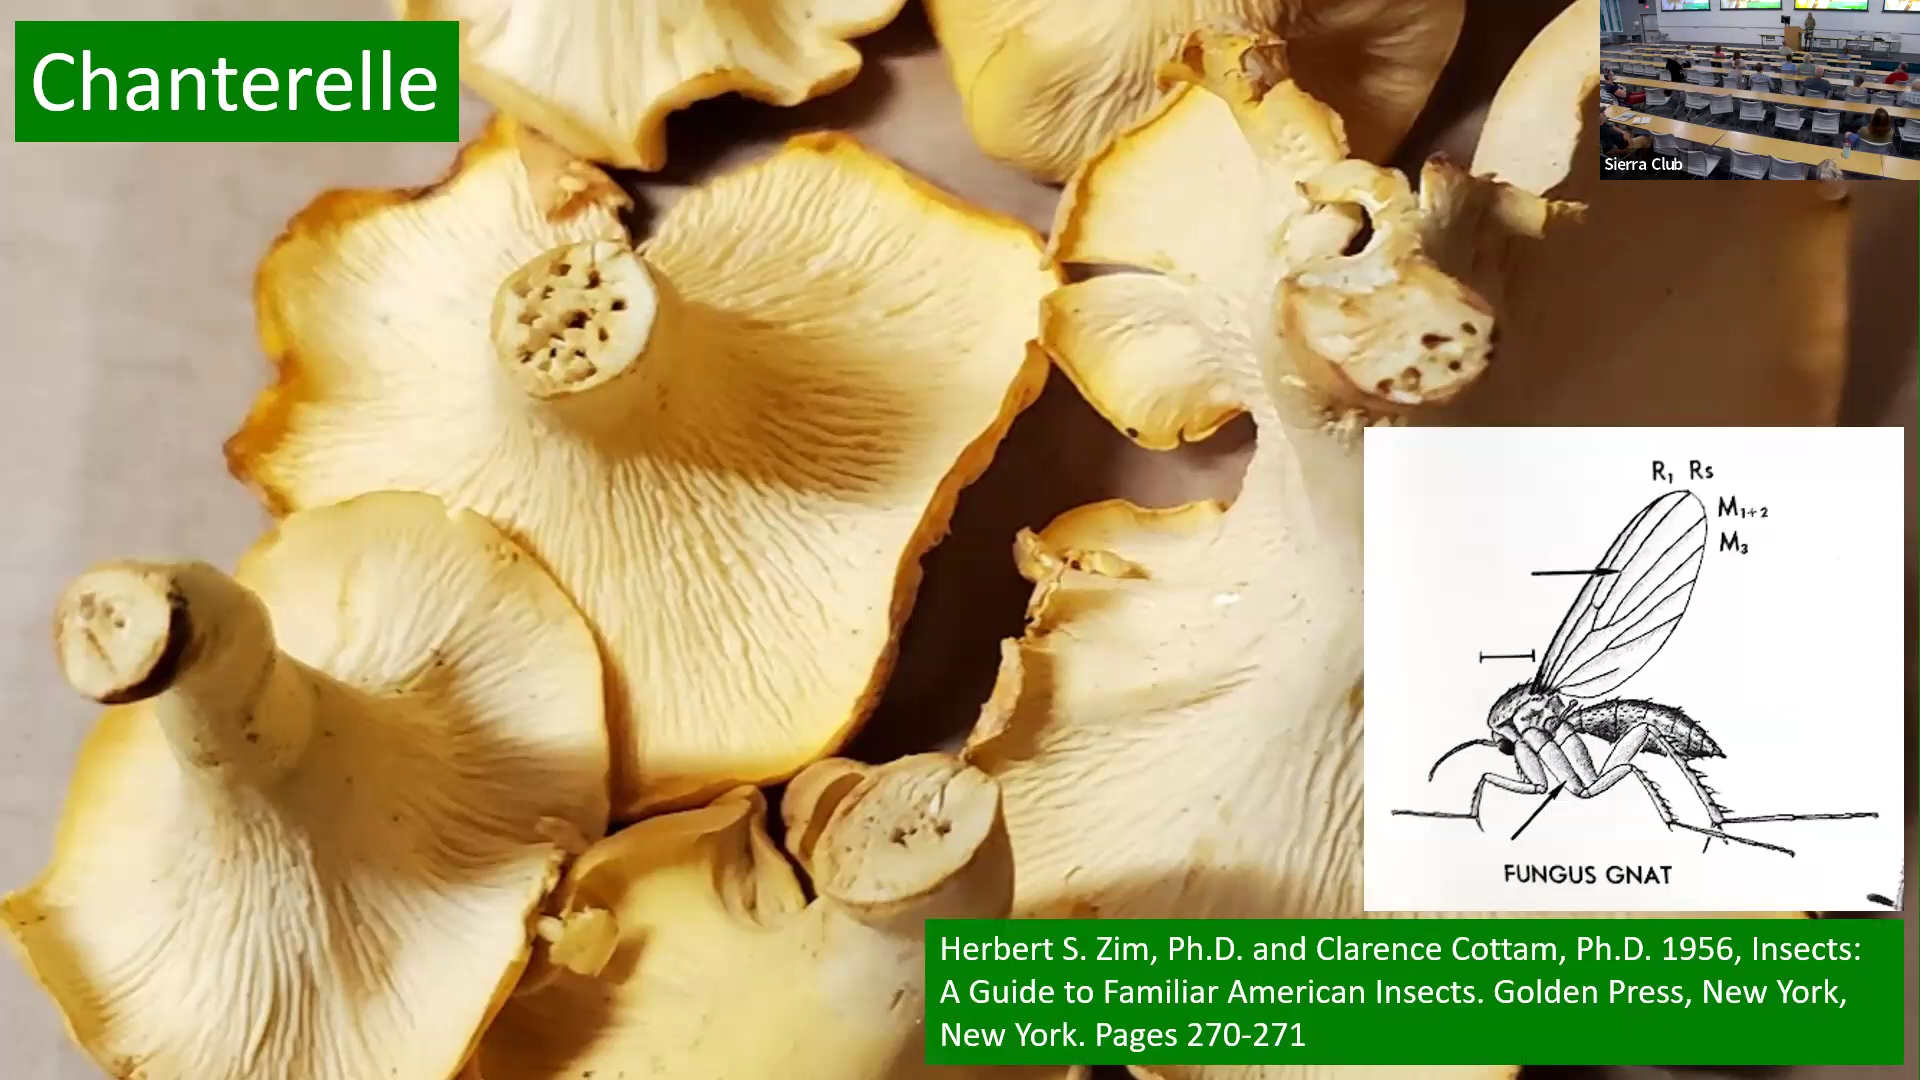 Chanterelle
Sierra Club
R₁ Rs
M₁₊₂
M₃
FUNGUS GNAT
Herbert S. Zim, Ph.D. and Clarence Cottam, Ph.D. 1956, Insects:
A Guide to Familiar American Insects. Golden Press, New York,
New York. Pages 270-271